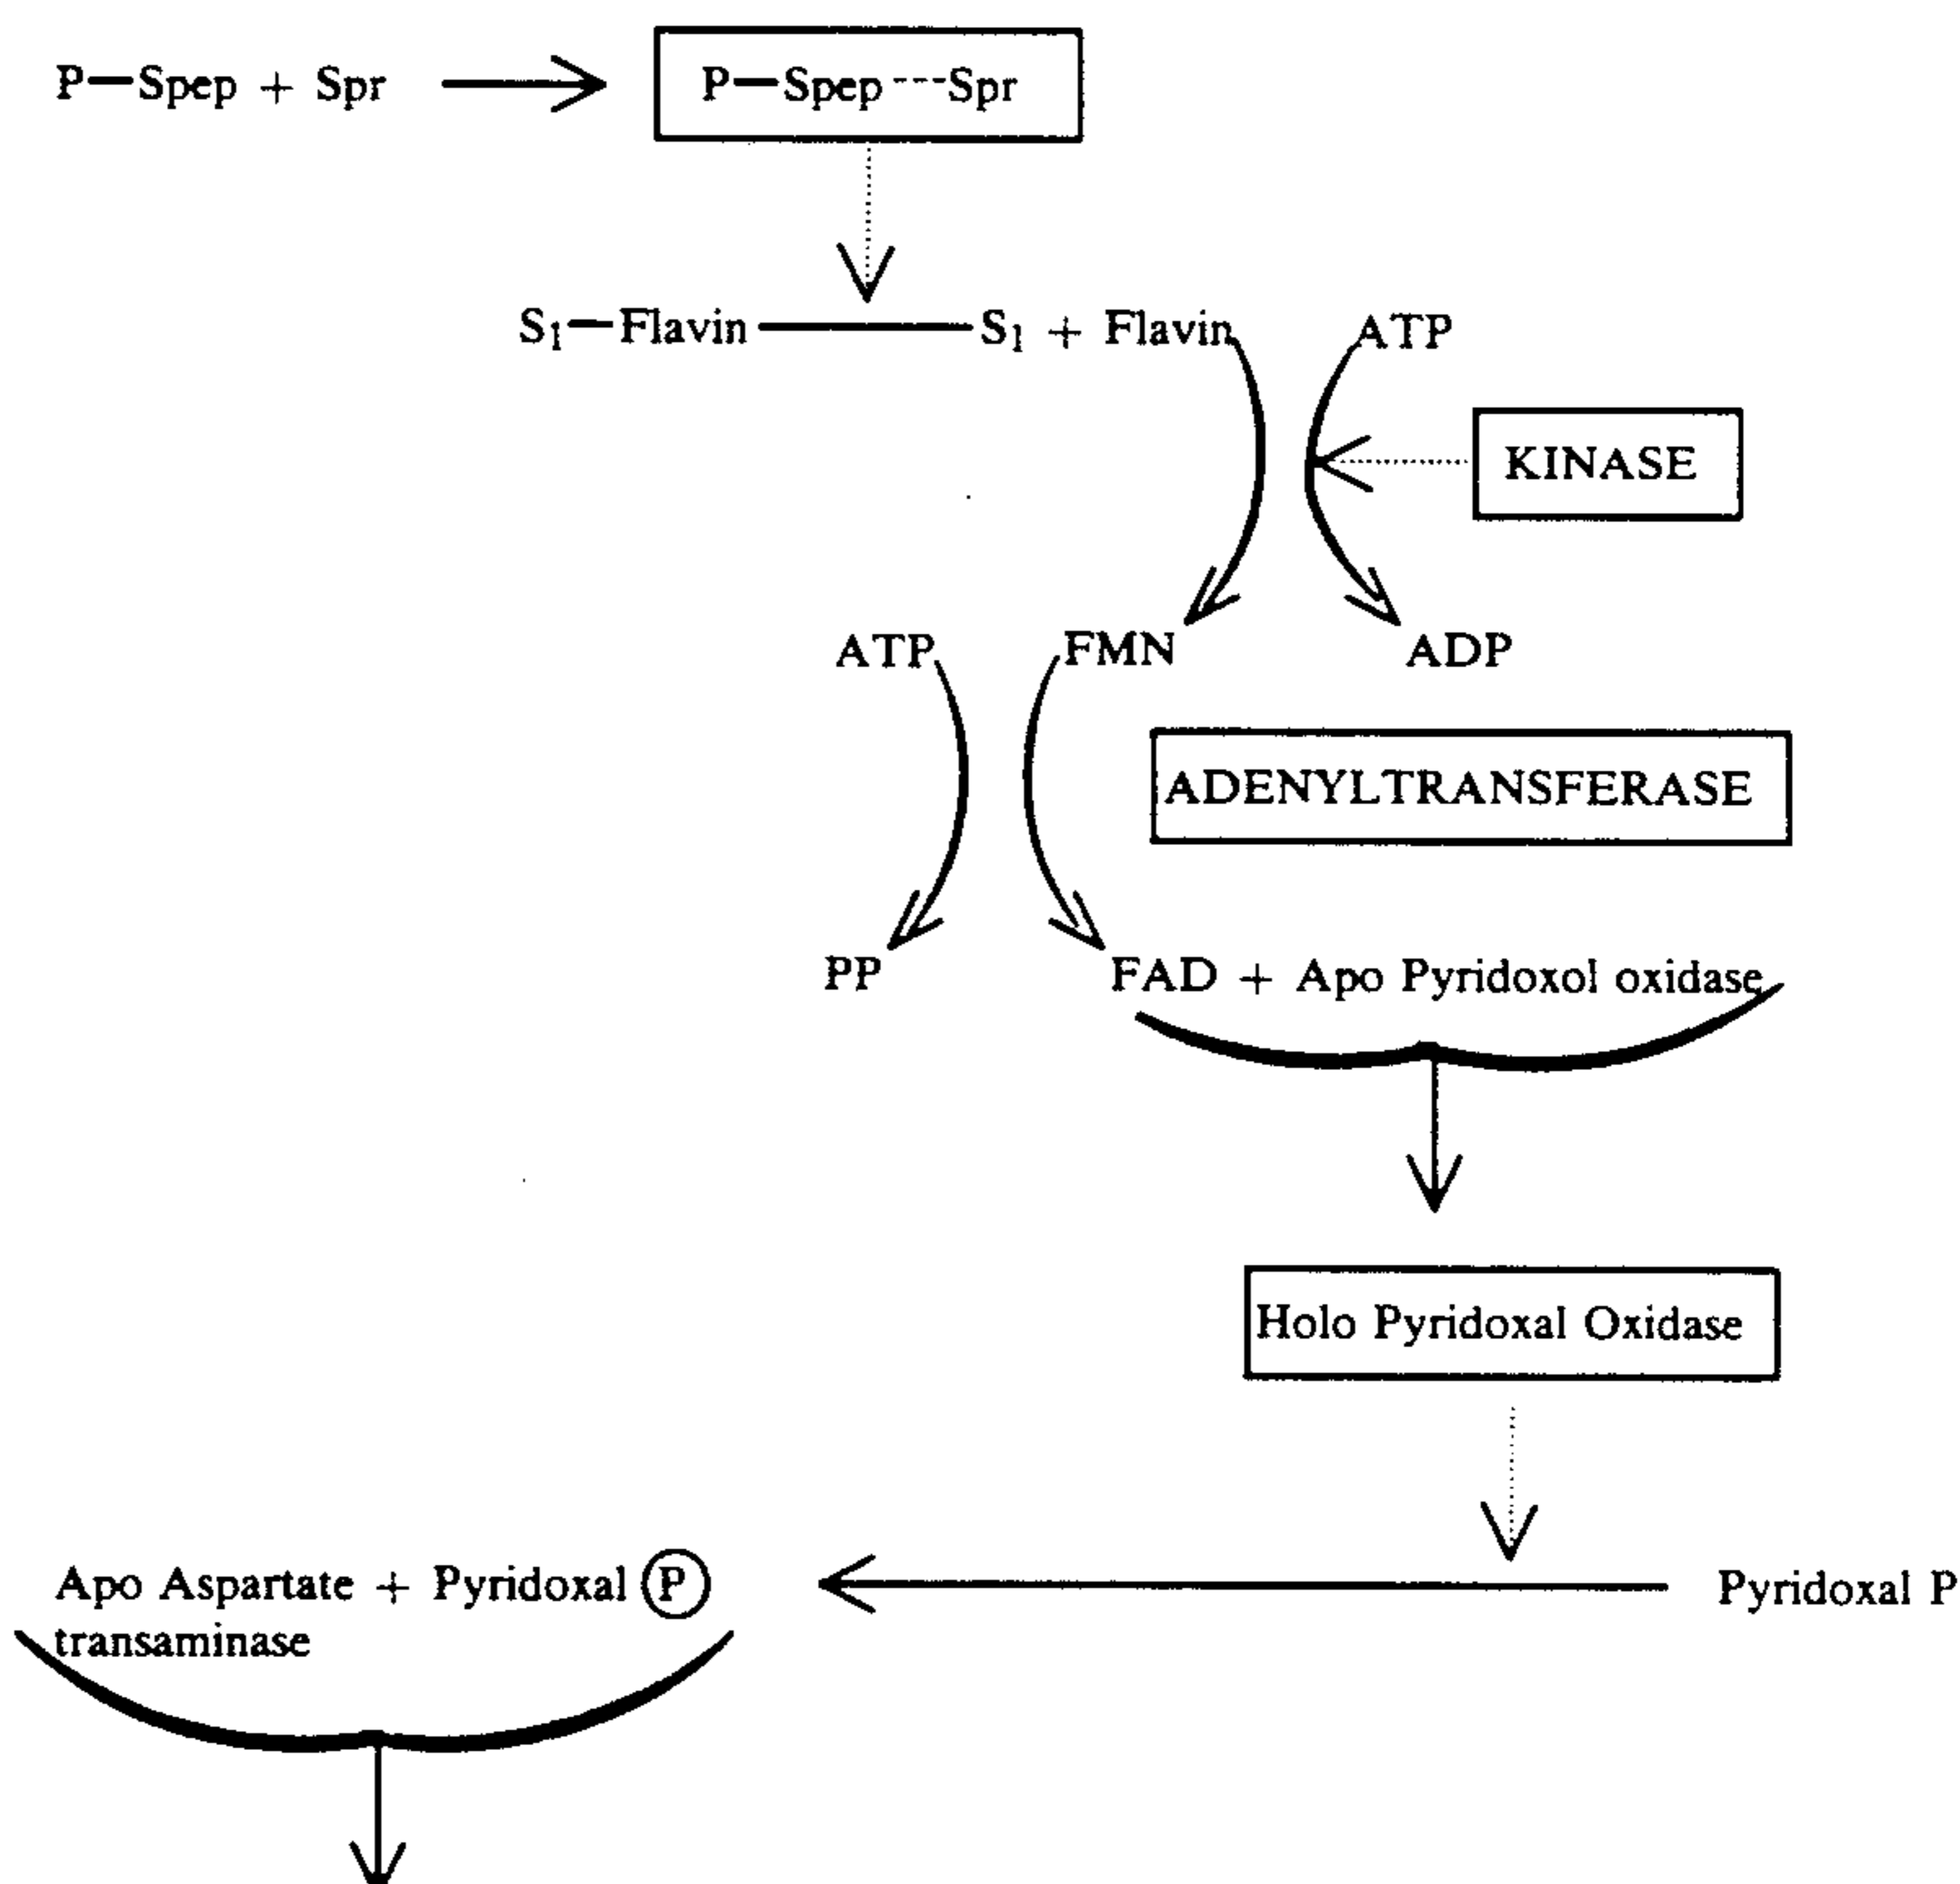 P—Spep + Spr
P—Spep---Spr
S1—Flavin
S1 + Flavin
ATP
KINASE
ATP
FMN
ADP
ADENYLTRANSFERASE
PP
FAD + Apo Pyridoxol oxidase
Holo Pyridoxal Oxidase
Apo Aspartate + Pyridoxal P
transaminase
Pyridoxal P